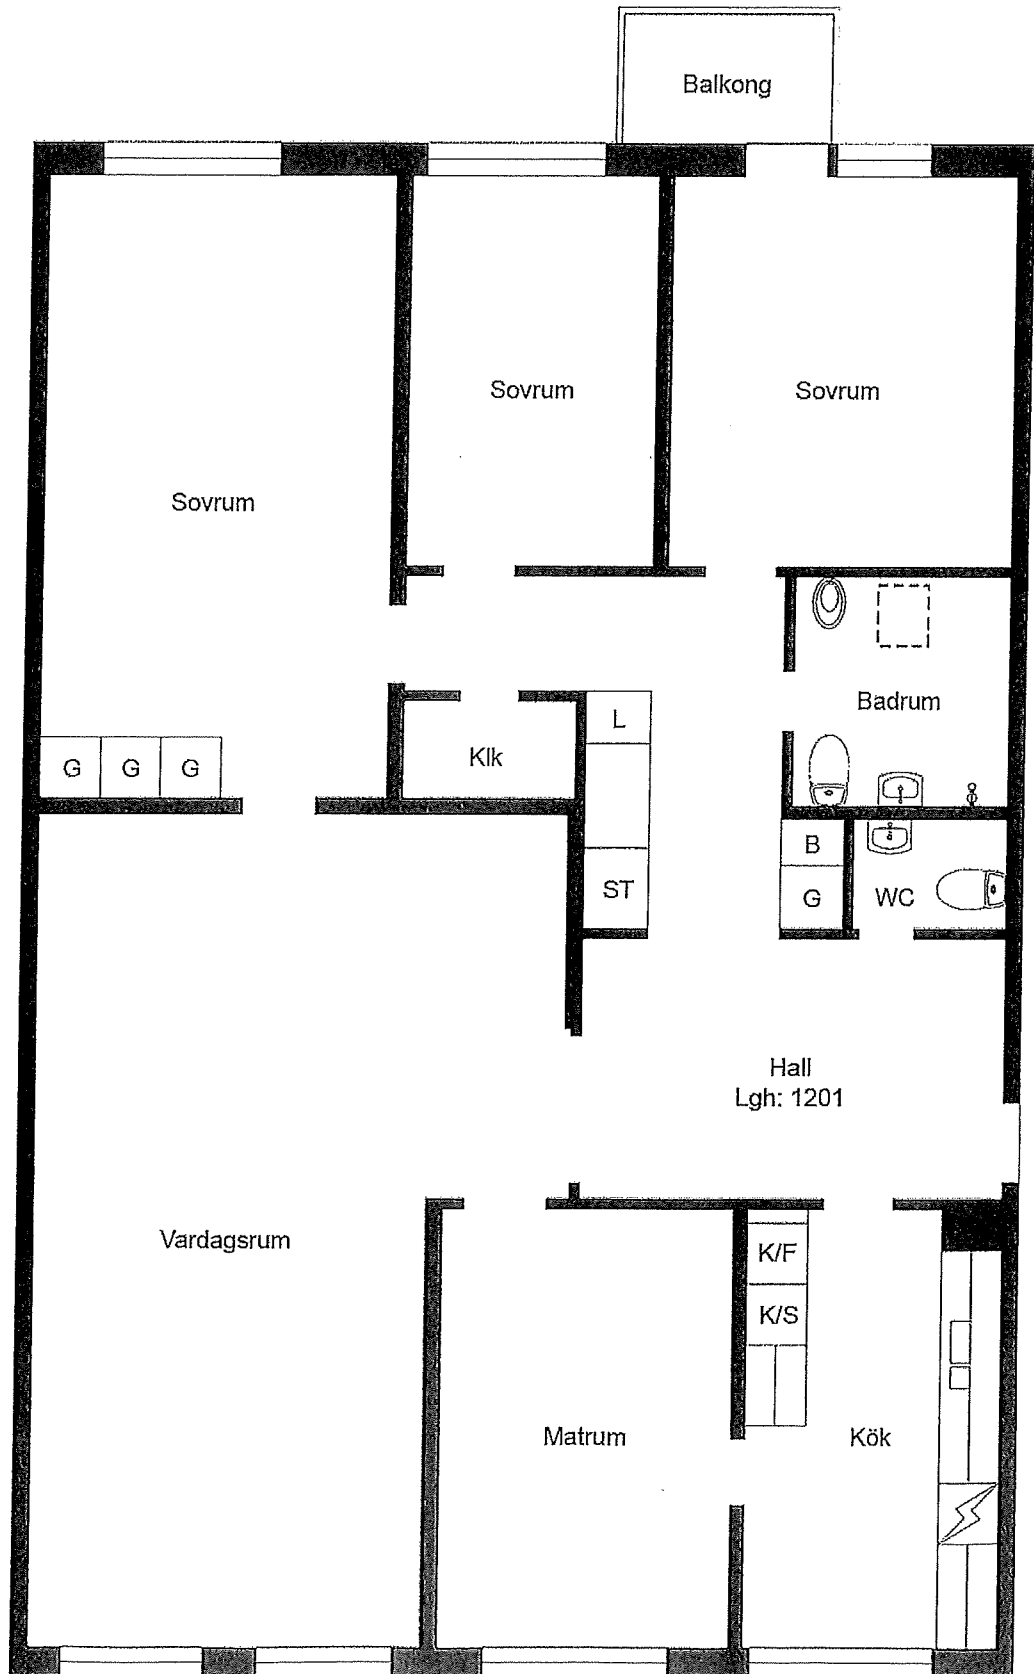 Balkong
Sovrum
Sovrum
Sovrum
L
Badrum
Klk
G G G
B
ST
G
WC
Hall
Lgh: 1201
Vardagsrum
K/F
K/S
Matrum
Kök